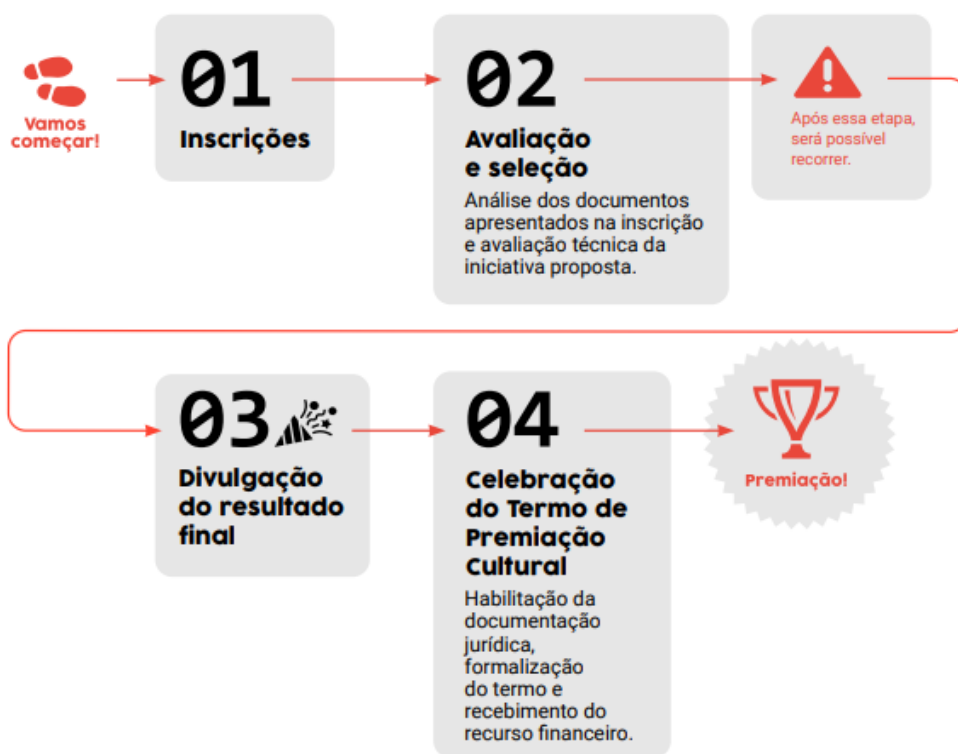 Vamos
começar!
01
Inscrições
02
Avaliação
e seleção
Análise dos documentos
apresentados na inscrição
e avaliação técnica da
iniciativa proposta.
Após essa etapa,
será possível
recorrer.
03
Divulgação
do resultado
final
04
Celebração
do Termo de
Premiação
Cultural
Habilitação da
documentação
jurídica,
formalização
do termo e
recebimento do
recurso financeiro.
Premiação!